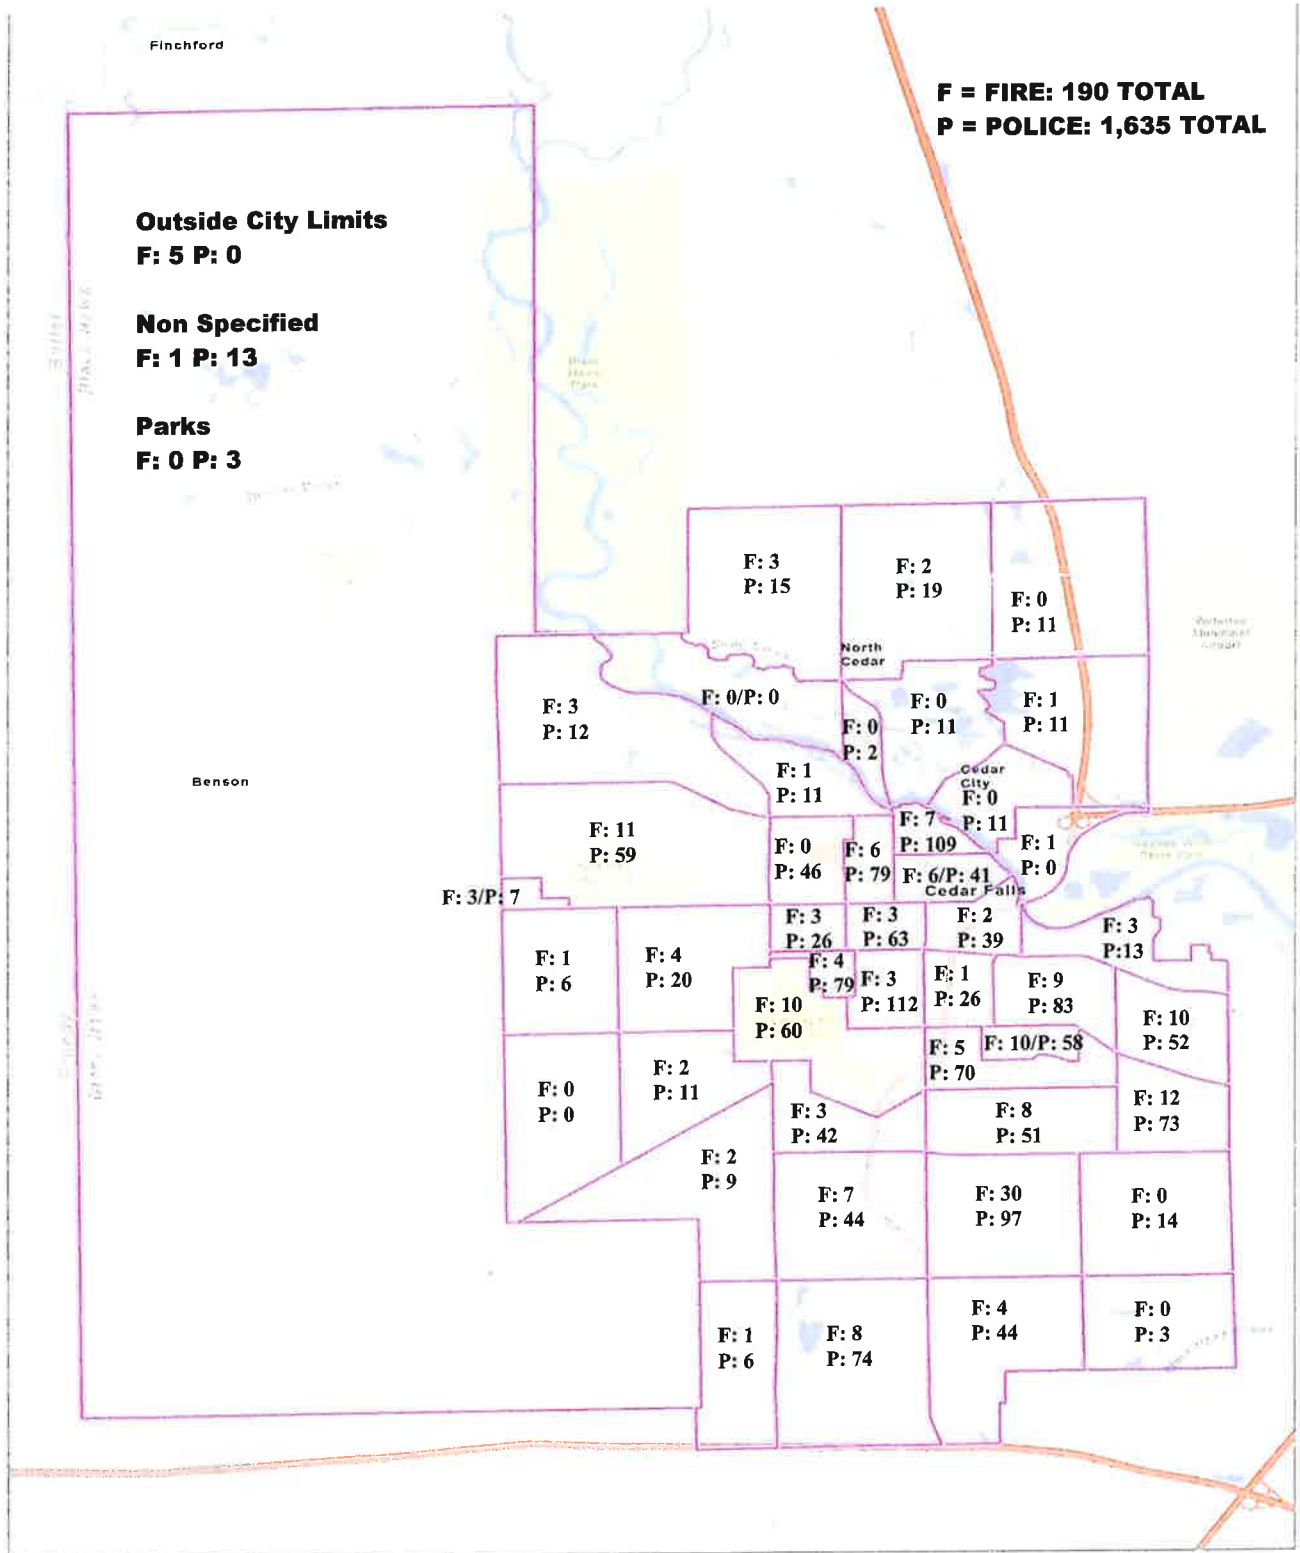 Finchford
F = FIRE: 190 TOTAL
P = POLICE: 1,635 TOTAL
Outside City Limits
F: 5 P: 0
Non Specified
F: 1 P: 13
Parks
F: 0 P: 3
F: 3
P: 15
F: 2
P: 19
F: 0
P: 11
North
Cedar
F: 3
P: 12
F: 0/P: 0
F: 0
P: 2
F: 0
P: 11
F: 1
P: 11
Benson
F: 1
P: 11
Cedar
City
F: 0
P: 11
F: 11
P: 59
F: 0
P: 46
F: 6
P: 79
F: 7
P: 109
F: 1
P: 0
F: 6/P: 41
Cedar Falls
F: 3/P: 7
F: 3
P: 26
F: 3
P: 63
F: 2
P: 39
F: 3
P:13
F: 1
P: 6
F: 4
P: 20
F: 4
P: 79
F: 3
P: 112
F: 1
P: 26
F: 9
P: 83
F: 10
P: 60
F: 10
P: 52
F: 5
P: 70
F: 10/P: 58
F: 0
P: 0
F: 2
P: 11
F: 3
P: 42
F: 8
P: 51
F: 12
P: 73
F: 2
P: 9
F: 7
P: 44
F: 30
P: 97
F: 0
P: 14
F: 1
P: 6
F: 8
P: 74
F: 4
P: 44
F: 0
P: 3